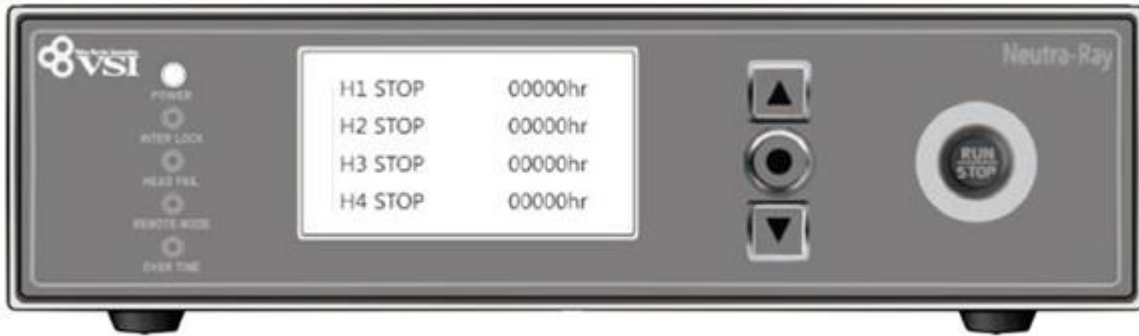 VSI
POWER
INTER LOCK
HEAD FAIL
REMOTE MODE
OVER TIME
H1 STOP 00000hr
H2 STOP 00000hr
H3 STOP 00000hr
H4 STOP 00000hr
Neutra-Ray
RUN
STOP